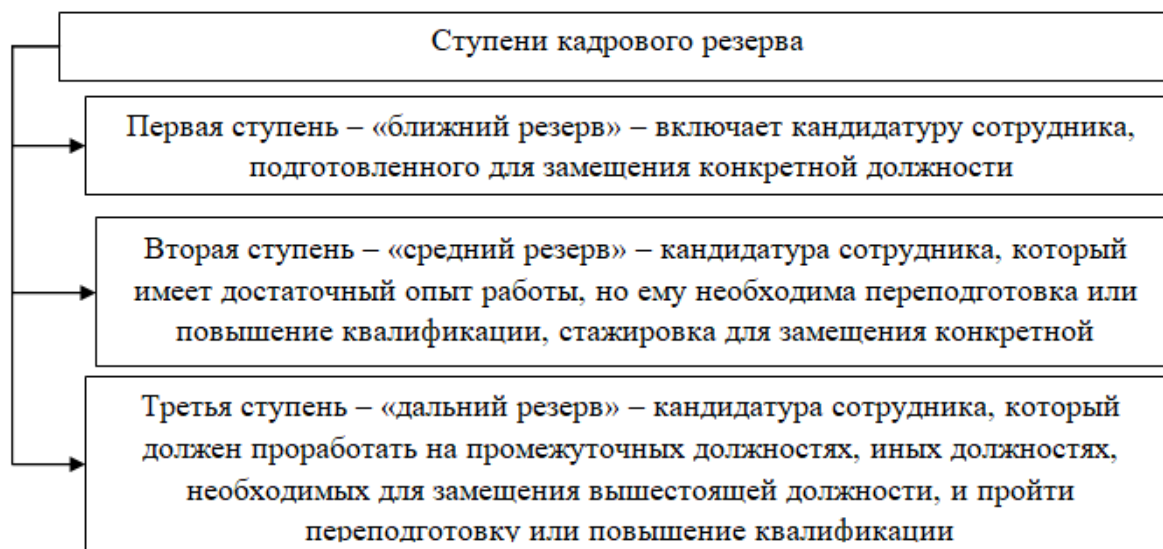 Ступени кадрового резерва
Первая ступень – «ближний резерв» – включает кандидатуру сотрудника,
подготовленного для замещения конкретной должности
Вторая ступень – «средний резерв» – кандидатура сотрудника, который
имеет достаточный опыт работы, но ему необходима переподготовка или
повышение квалификации, стажировка для замещения конкретной
Третья ступень – «дальний резерв» – кандидатура сотрудника, который
должен проработать на промежуточных должностях, иных должностях,
необходимых для замещения вышестоящей должности, и пройти
переподготовку или повышение квалификации